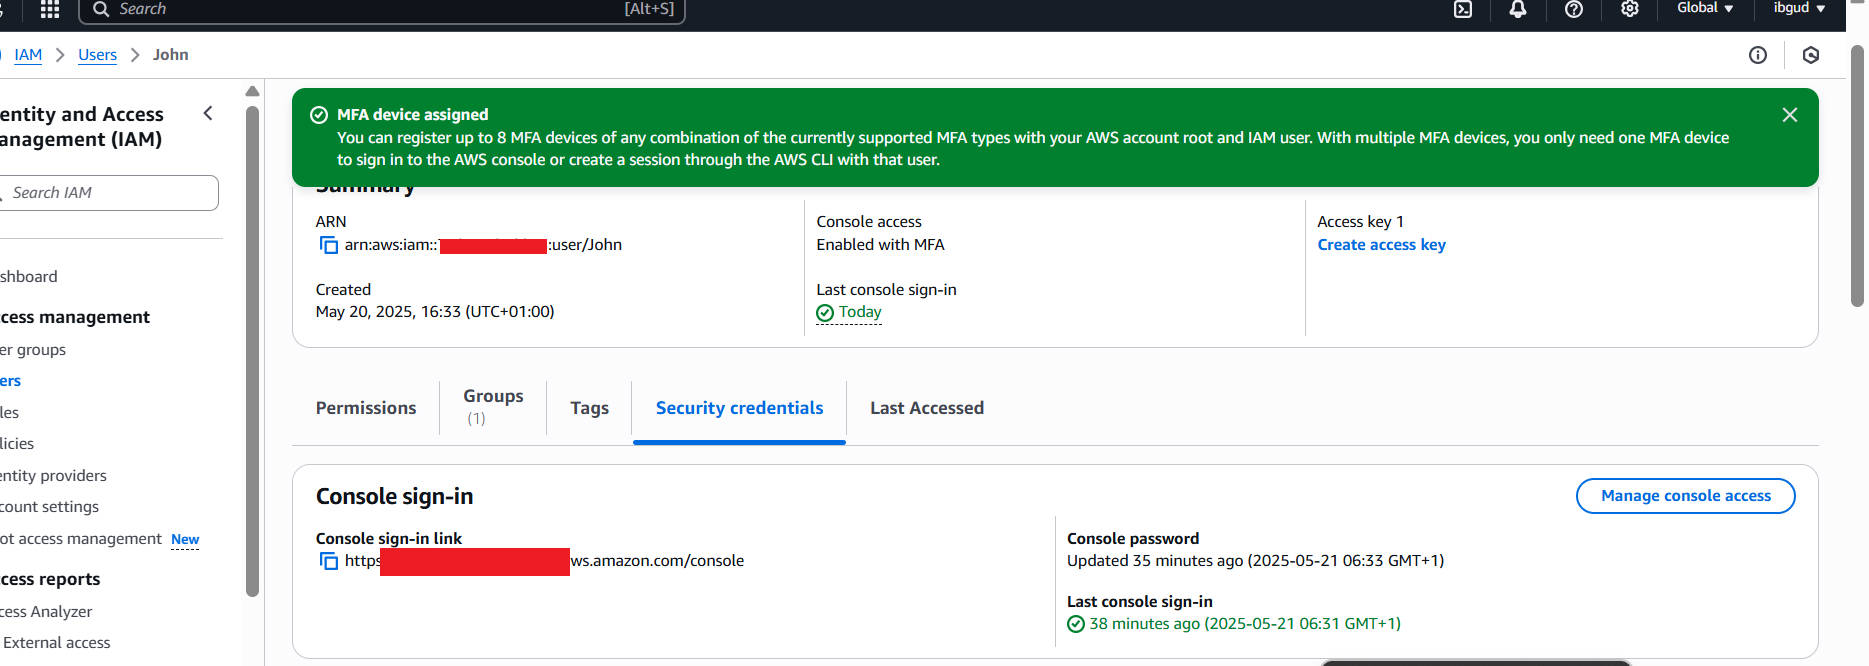 Search [Alt+S] Global ibgud
IAM > Users > John
entity and Access
anagement (IAM)
Search IAM
shboard
cess management
er groups
ers
les
licies
entity providers
count settings
ot access management New
cess reports
cess Analyzer
External access
MFA device assigned
You can register up to 8 MFA devices of any combination of the currently supported MFA types with your AWS account root and IAM user. With multiple MFA devices, you only need one MFA device
to sign in to the AWS console or create a session through the AWS CLI with that user.
Summary
ARN
arn:aws:iam:: :user/John
Created
May 20, 2025, 16:33 (UTC+01:00)
Console access
Enabled with MFA
Last console sign-in
Today
Access key 1
Create access key
Permissions
Groups
(1)
Tags
Security credentials
Last Accessed
Console sign-in
Manage console access
Console sign-in link
https ws.amazon.com/console
Console password
Updated 35 minutes ago (2025-05-21 06:33 GMT+1)
Last console sign-in
38 minutes ago (2025-05-21 06:31 GMT+1)